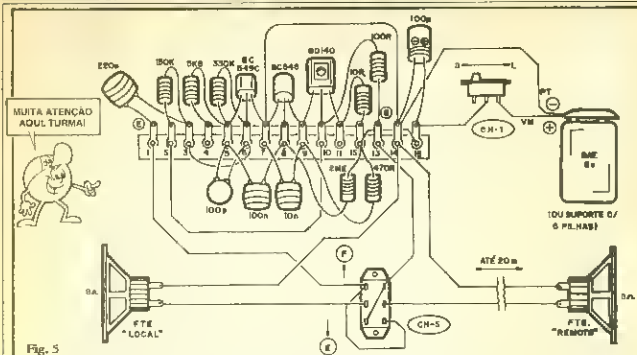 220n
150K
5K6
330K
BC
549C
BC548
BD140
100R
10R
100µ
D
L
PT
VM
CH-1
BAT.
9v
(OU SUPORTE C/
6 PILHAS)
MUITA ATENÇÃO
AQUI, TURMA!
E
B
1
2
3
4
5
6
7
8
9
10
11
12
13
14
15
100p
100n
10n
2M2
470R
F
E
CH-2
ATÉ 20m
8Ω
FTE
"LOCAL"
8Ω
FTE.
"REMOTO"
Fig. 5